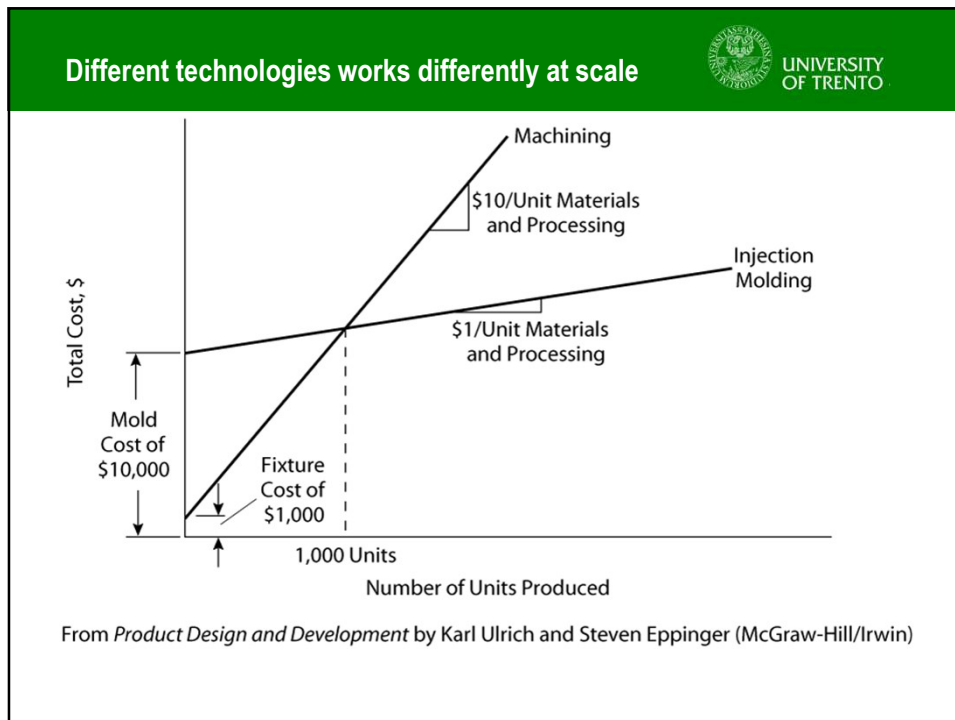 Different technologies works differently at scale
UNIVERSITY
OF TRENTO
Machining
$10/Unit Materials
and Processing
Injection
Molding
$1/Unit Materials
and Processing
Total Cost, $
Mold
Cost of
$10,000
Fixture
Cost of
$1,000
1,000 Units
Number of Units Produced
From Product Design and Development by Karl Ulrich and Steven Eppinger (McGraw-Hill/Irwin)